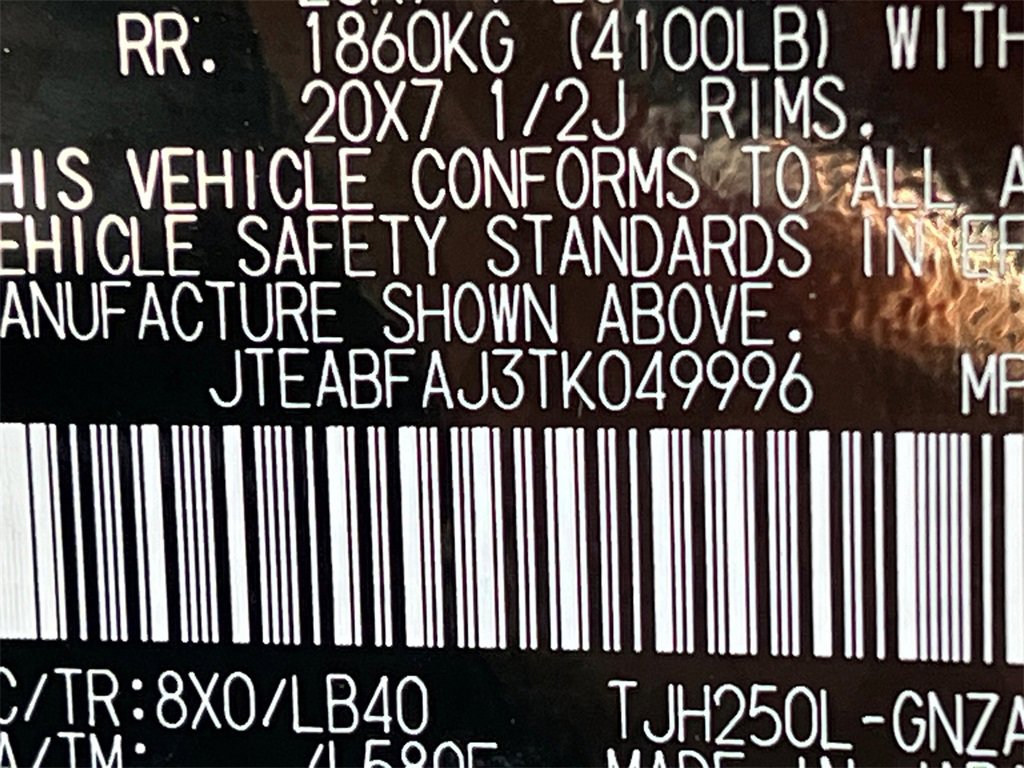 RR. 1860KG (4100LB) WITH
20X7 1/2J RIMS.
HIS VEHICLE CONFORMS TO ALL A
EHICLE SAFETY STANDARDS IN EF
ANUFACTURE SHOWN ABOVE.
JTEABFAJ3TK049996 MP
C/TR:8X0/LB40 TJH250L-GNZA
A/TM: